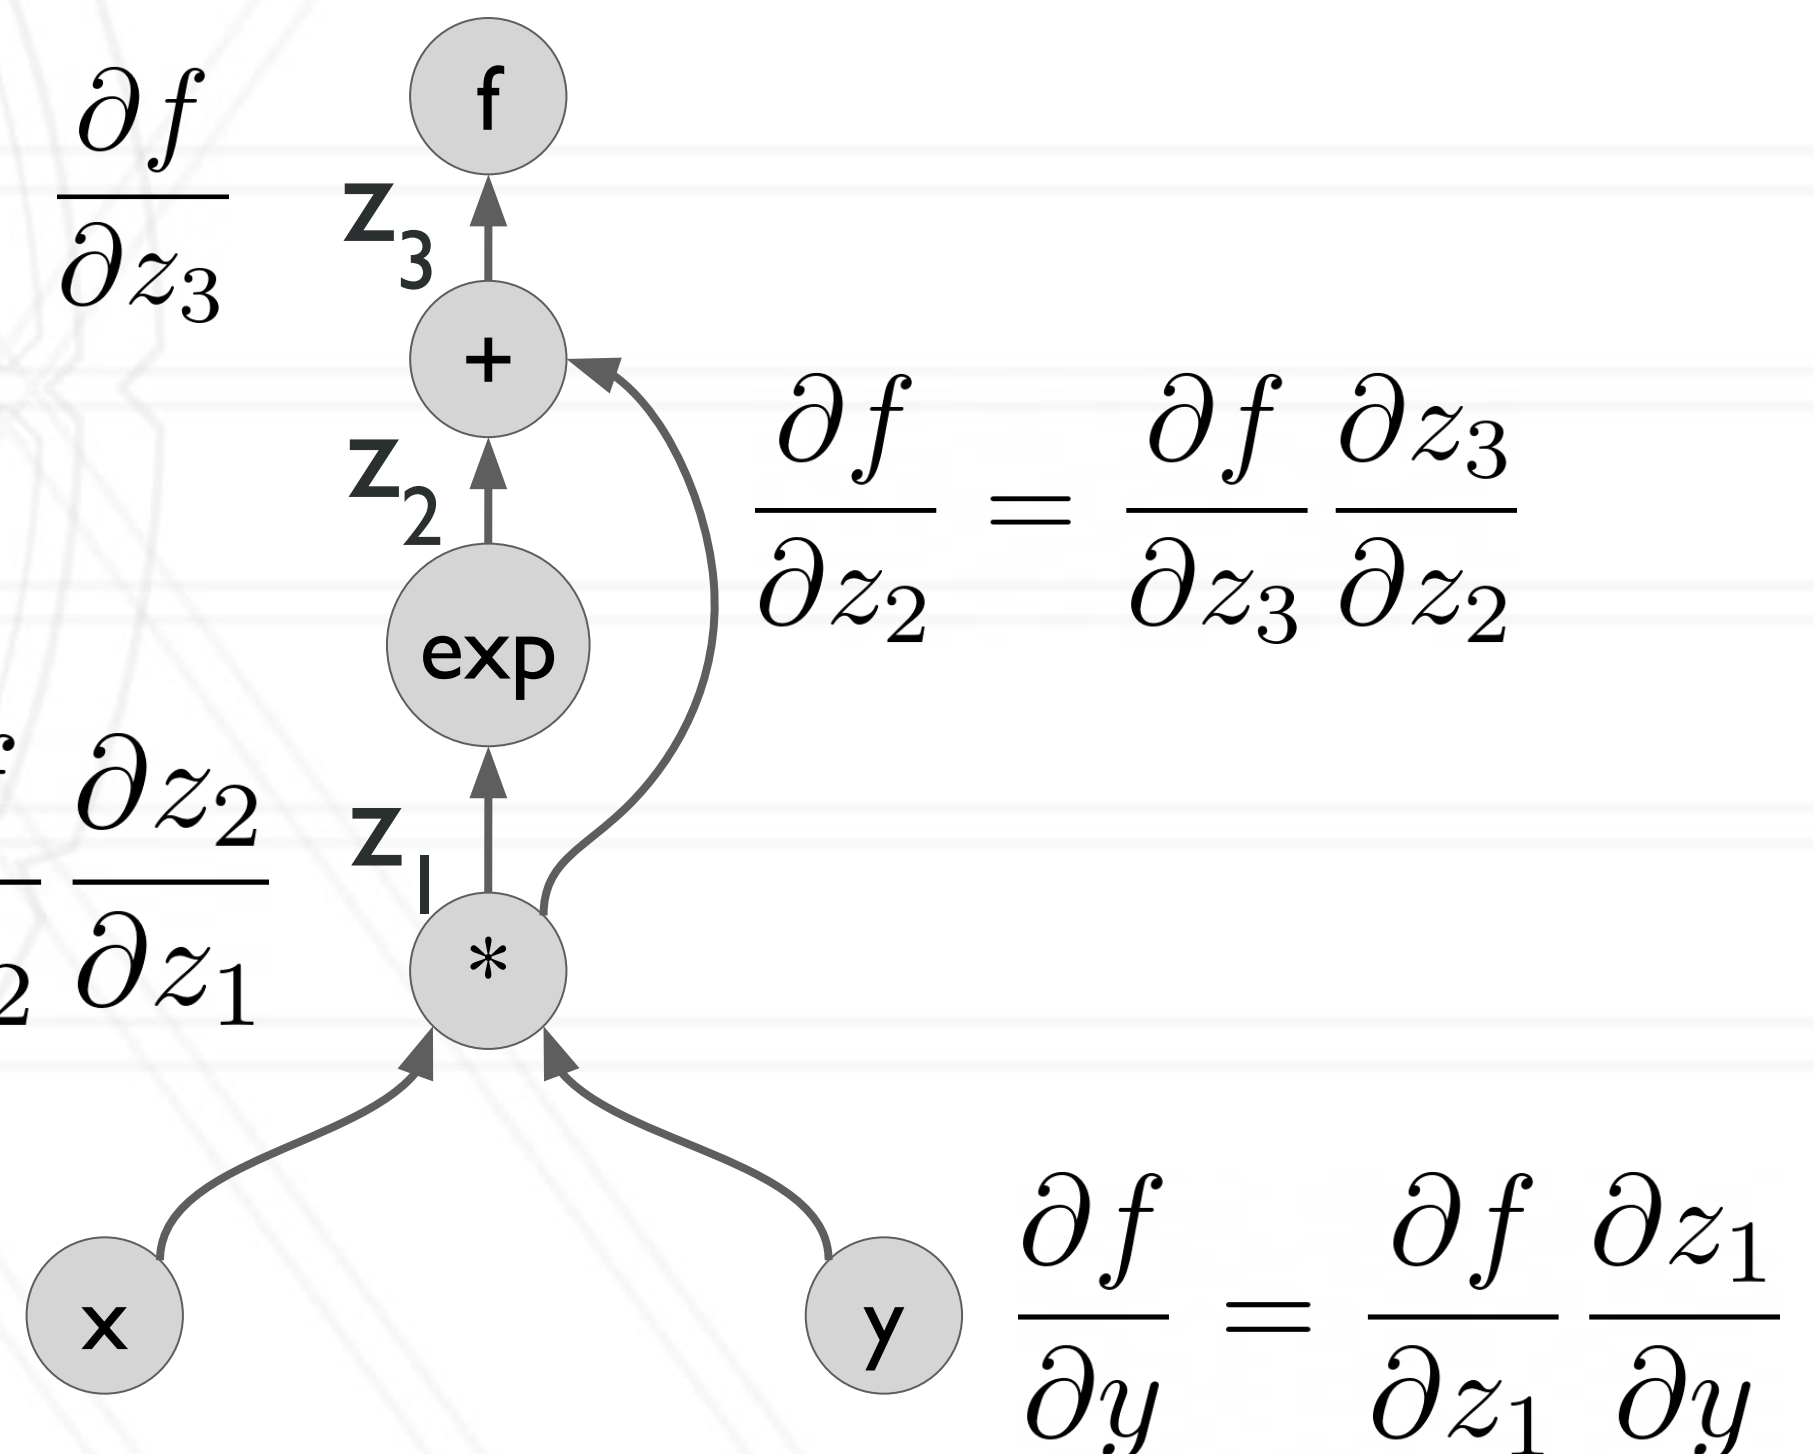 f
∂f/∂z₃
z₃
+
z₂
∂f/∂z₂ = ∂f/∂z₃ ∂z₃/∂z₂
exp
z₁
∂z₂/∂z₁
*
x
y
∂f/∂y = ∂f/∂z₁ ∂z₁/∂y